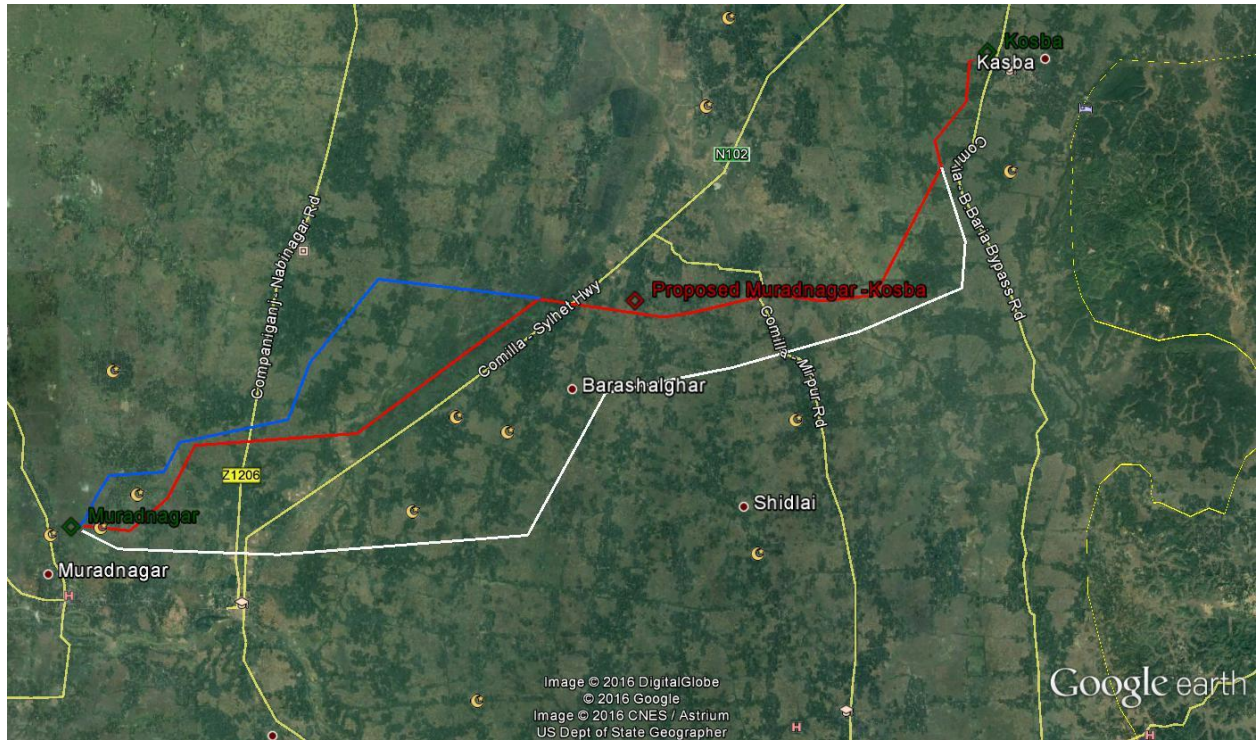 Kosba
Kasba
N102
Comilla - B.Baria Bypass Rd
Companiganj - Nabinagar Rd
Proposed Muradnagar -Kosba
Comilla - Sylhet Hwy
Comilla - Mirpur Rd
Barashalghar
Z1206
Shidlai
Muradnagar
Muradnagar
H
H
H
Image © 2016 DigitalGlobe
© 2016 Google
Image © 2016 CNES / Astrium
US Dept of State Geographer
Google earth